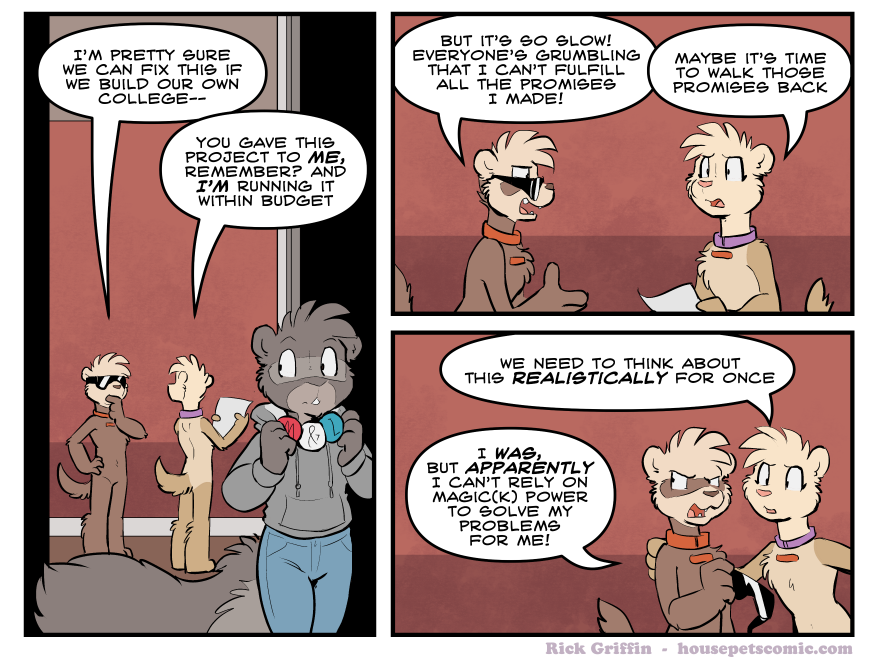 I'M PRETTY SURE
WE CAN FIX THIS IF
WE BUILD OUR OWN
COLLEGE--
YOU GAVE THIS
PROJECT TO ME,
REMEMBER? AND
I'M RUNNING IT
WITHIN BUDGET
&
BUT IT'S SO SLOW!
EVERYONE'S GRUMBLING
THAT I CAN'T FULFILL
ALL THE PROMISES
I MADE!
MAYBE IT'S TIME
TO WALK THOSE
PROMISES BACK
WE NEED TO THINK ABOUT
THIS REALISTICALLY FOR ONCE
I WAS,
BUT APPARENTLY
I CAN'T RELY ON
MAGIC(K) POWER
TO SOLVE MY
PROBLEMS
FOR ME!
Rick Griffin - housepetscomic.com